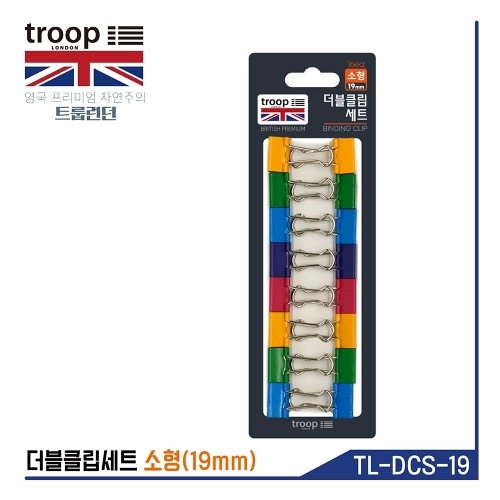 troop
LONDON
영국 프리미엄 자연주의
트룹런던
16EA
소형
19mm
troop
LONDON
BRITISH PREMIUM
더블클립
세트
BINDING CLIP
troop
더블클립세트 소형(19mm)
TL-DCS-19